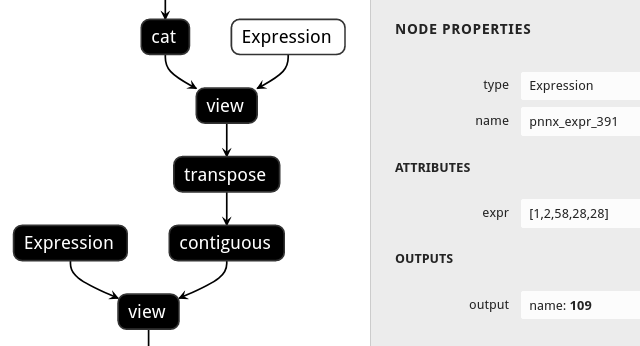 cat
Expression
view
transpose
Expression
contiguous
view
NODE PROPERTIES
type Expression
name pnnx_expr_391
ATTRIBUTES
expr [1,2,58,28,28]
OUTPUTS
output name: 109